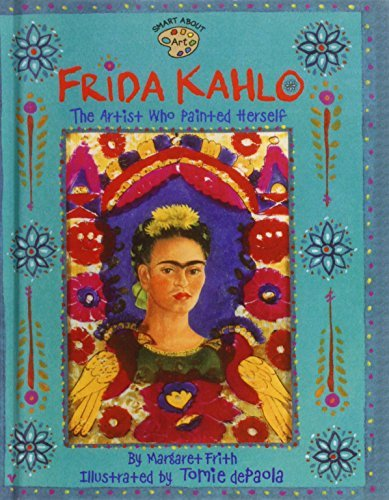 SMART ABOUT
Art
FRIDA KAHLO
The Artist Who Painted Herself
By Margaret Frith
Illustrated by Tomie dePaola